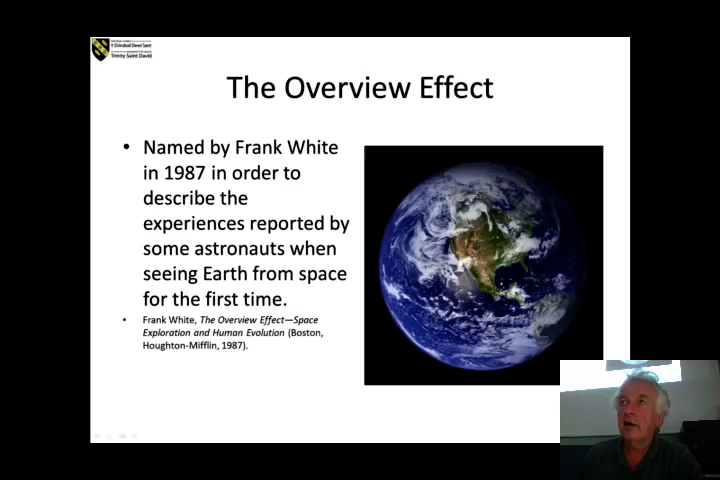 Y Drindod Dewi Sant
Trinity Saint David
The Overview Effect
• Named by Frank White
in 1987 in order to
describe the
experiences reported by
some astronauts when
seeing Earth from space
for the first time.
• Frank White, The Overview Effect—Space
Exploration and Human Evolution (Boston,
Houghton-Mifflin, 1987).